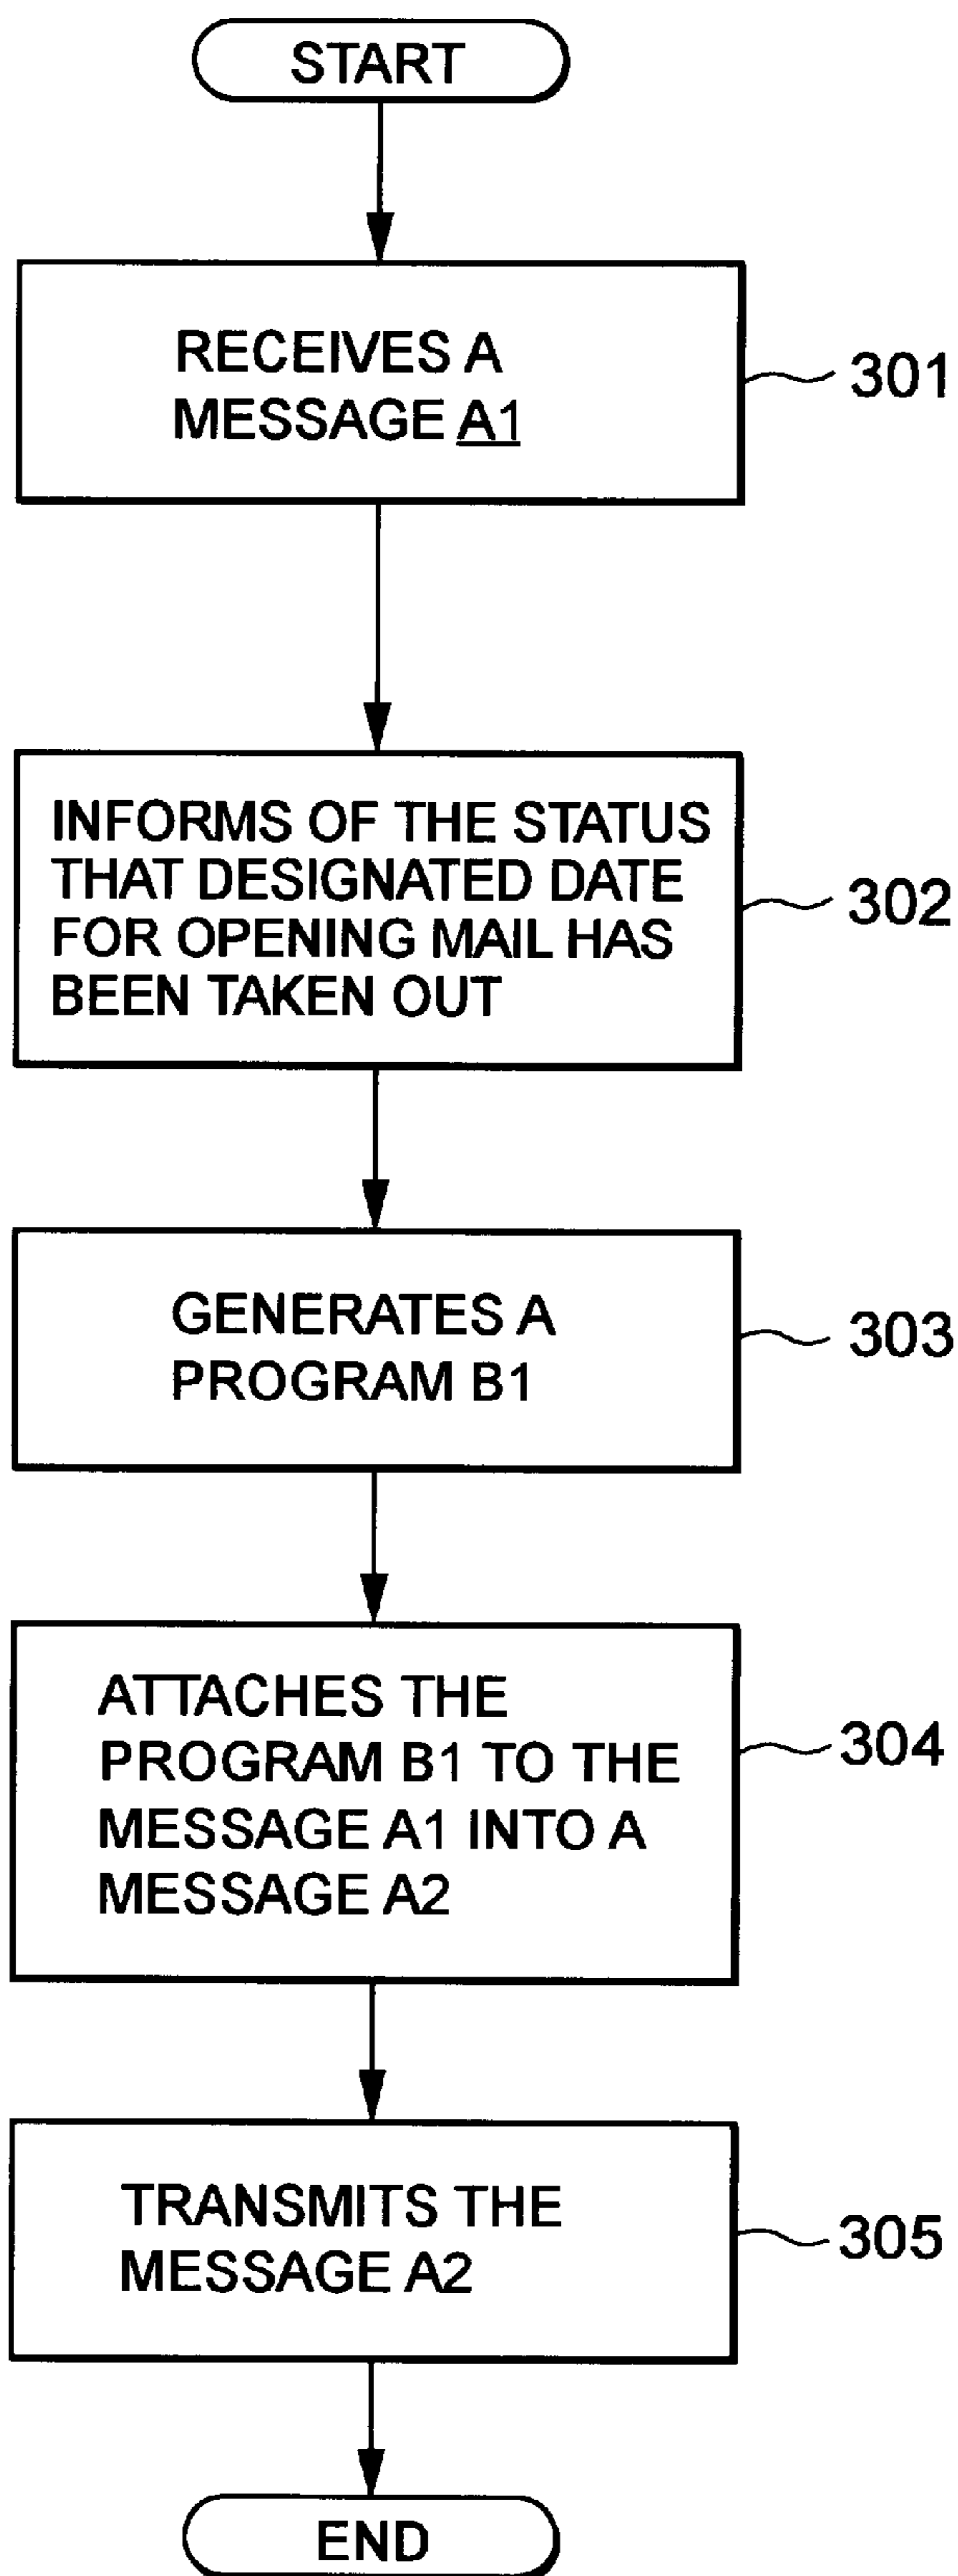 START
RECEIVES A
MESSAGE A1
301
INFORMS OF THE STATUS
THAT DESIGNATED DATE
FOR OPENING MAIL HAS
BEEN TAKEN OUT
302
GENERATES A
PROGRAM B1
303
ATTACHES THE
PROGRAM B1 TO THE
MESSAGE A1 INTO A
MESSAGE A2
304
TRANSMITS THE
MESSAGE A2
305
END